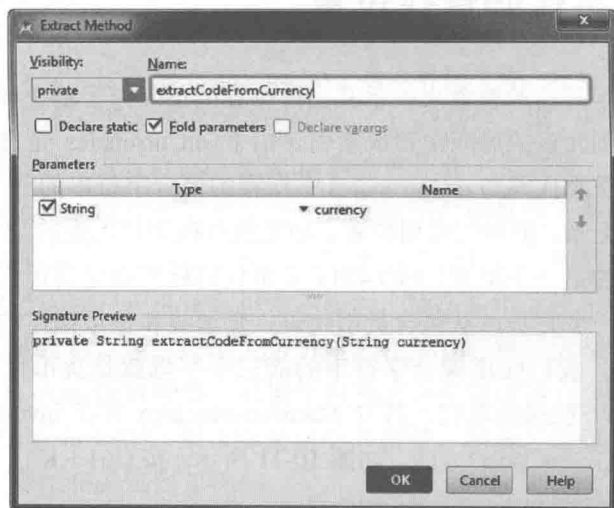 Extract Method
x
Visibility: Name:
private extractCodeFromCurrency
Declare static Fold parameters Declare varargs
Parameters
Type Name
String currency
Signature Preview
private String extractCodeFromCurrency(String currency)
OK Cancel Help